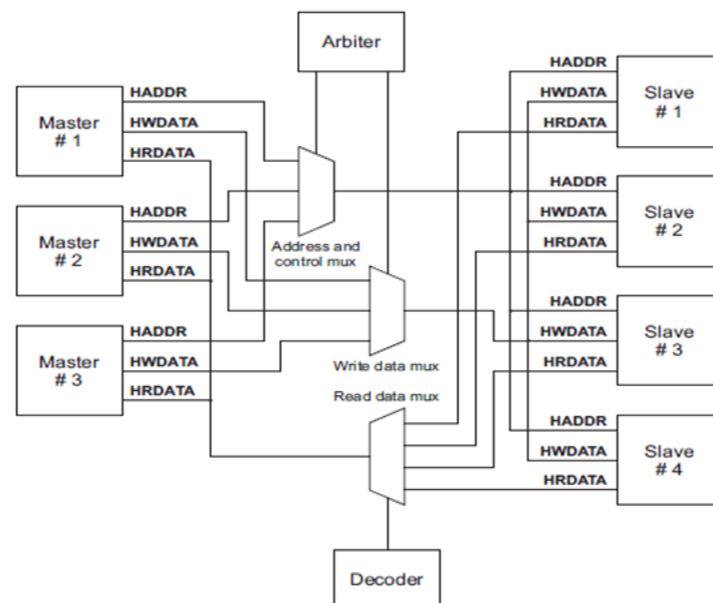 Arbiter
Master
# 1
HADDR
HWDATA
HRDATA
Master
# 2
HADDR
HWDATA
HRDATA
Master
# 3
HADDR
HWDATA
HRDATA
Address and
control mux
Write data mux
Read data mux
HADDR
HWDATA
HRDATA
Slave
# 1
HADDR
HWDATA
HRDATA
Slave
# 2
HADDR
HWDATA
HRDATA
Slave
# 3
HADDR
HWDATA
HRDATA
Slave
# 4
Decoder